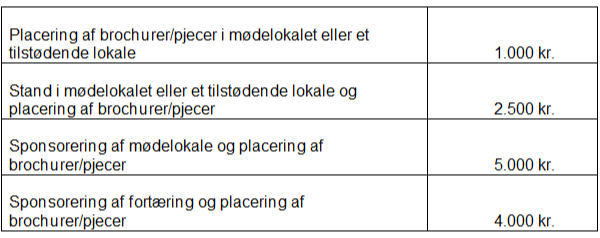 Placering af brochurer/pjecer i mødelokalet eller et
tilstødende lokale
1.000 kr.
Stand i mødelokalet eller et tilstødende lokale og
placering af brochurer/pjecer
2.500 kr.
Sponsorering af mødelokale og placering af
brochurer/pjecer
5.000 kr.
Sponsorering af fortæring og placering af
brochurer/pjecer
4.000 kr.